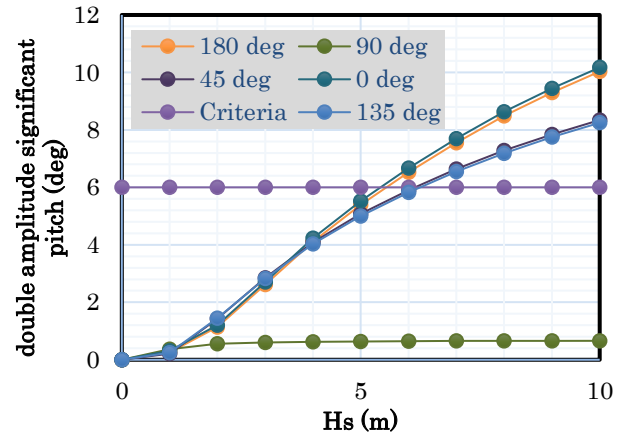 12
10
8
6
4
2
0
double amplitude significant
pitch (deg)
180 deg
90 deg
45 deg
0 deg
Criteria
135 deg
0
5
10
Hs (m)